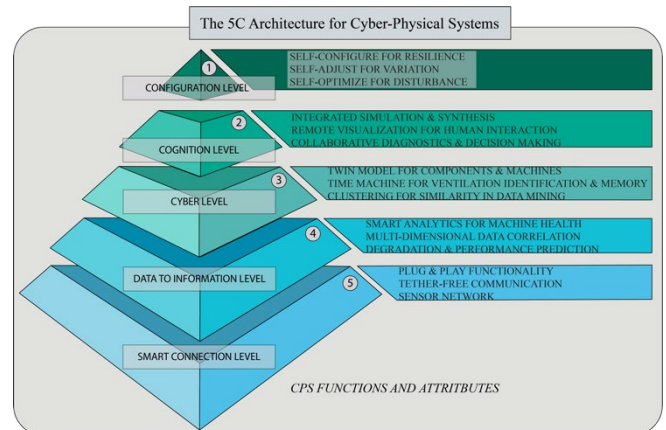 The 5C Architecture for Cyber-Physical Systems
1
CONFIGURATION LEVEL
SELF-CONFIGURE FOR RESILIENCE
SELF-ADJUST FOR VARIATION
SELF-OPTIMIZE FOR DISTURBANCE
2
COGNITION LEVEL
INTEGRATED SIMULATION & SYNTHESIS
REMOTE VISUALIZATION FOR HUMAN INTERACTION
COLLABORATIVE DIAGNOSTICS & DECISION MAKING
3
CYBER LEVEL
TWIN MODEL FOR COMPONENTS & MACHINES
TIME MACHINE FOR VENTILATION IDENTIFICATION & MEMORY
CLUSTERING FOR SIMILARITY IN DATA MINING
4
DATA TO INFORMATION LEVEL
SMART ANALYTICS FOR MACHINE HEALTH
MULTI-DIMENSIONAL DATA CORRELATION
DEGRADATION & PERFORMANCE PREDICTION
5
SMART CONNECTION LEVEL
PLUG & PLAY FUNCTIONALITY
TETHER-FREE COMMUNICATION
SENSOR NETWORK
CPS FUNCTIONS AND ATTRITBUTES